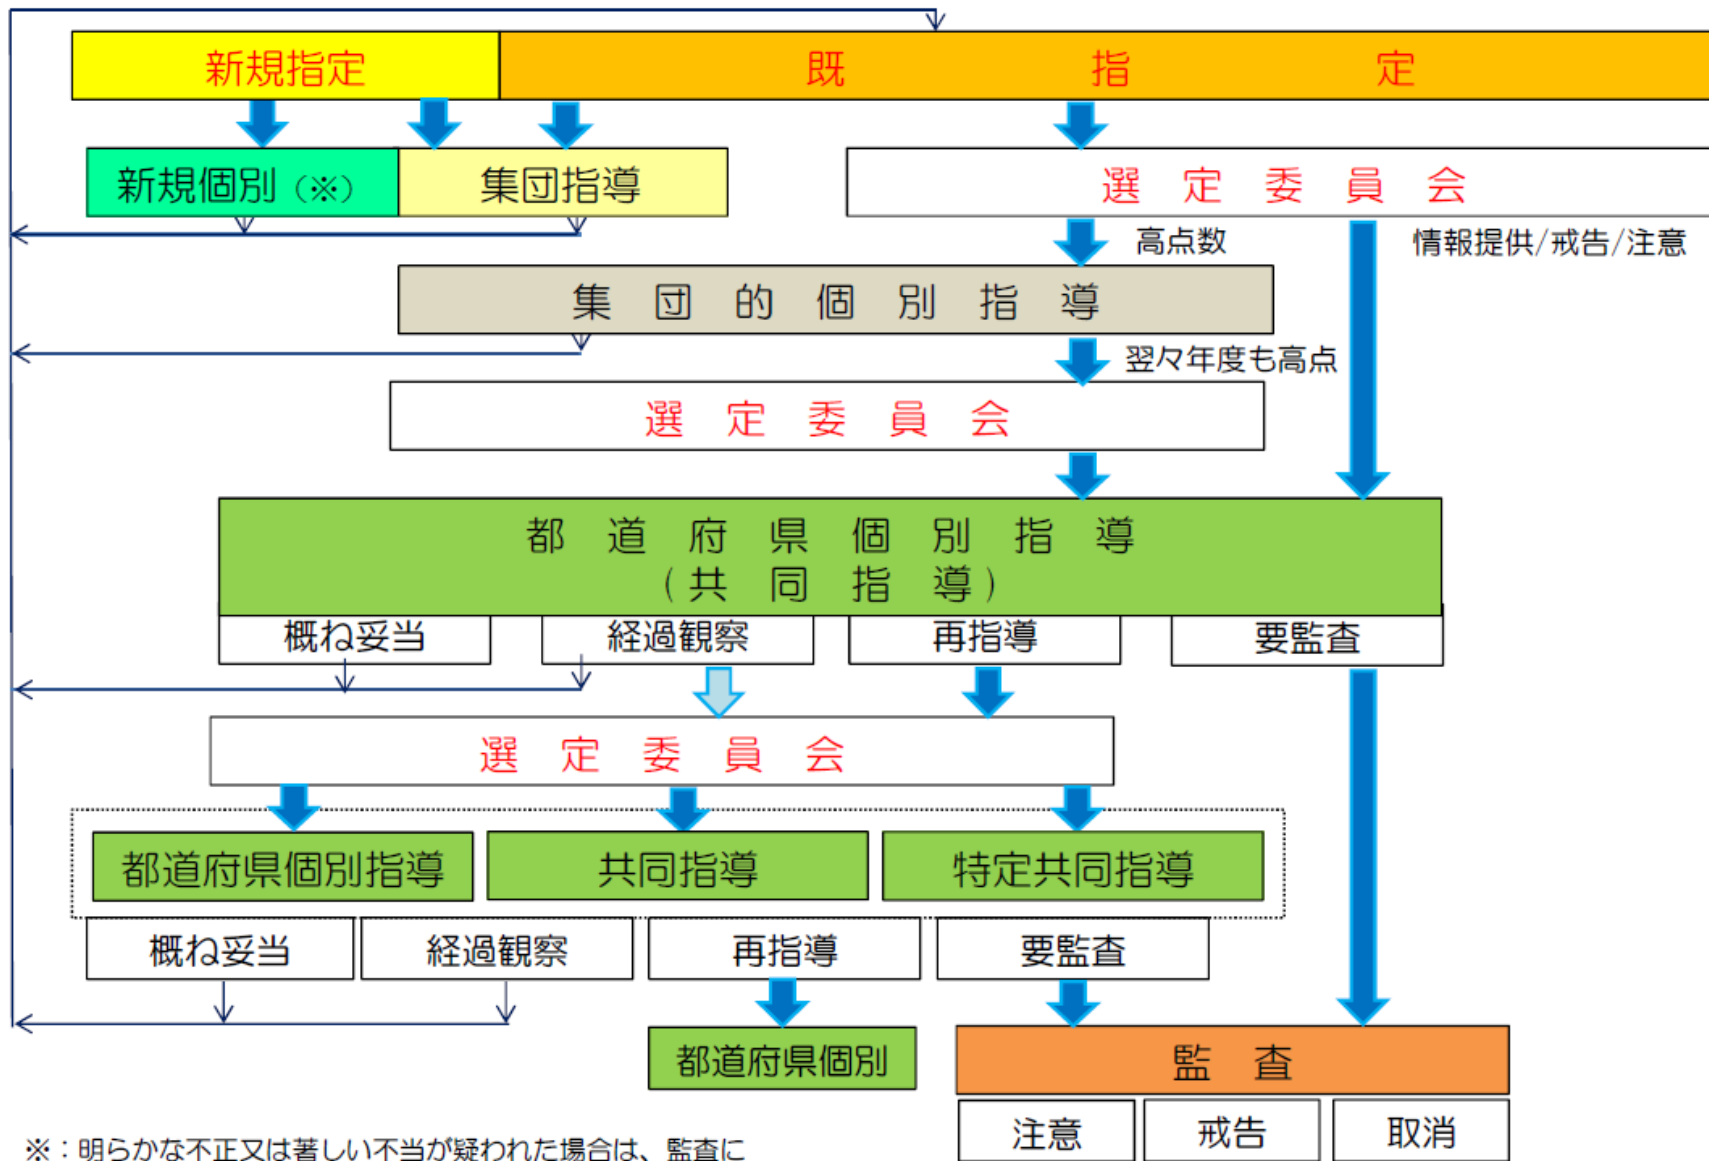 新規指定
既指定
新規個別（※）
集団指導
選定委員会
高点数
情報提供/戒告/注意
集団的個別指導
翌々年度も高点
選定委員会
都道府県個別指導
（共同指導）
概ね妥当
経過観察
再指導
要監査
選定委員会
都道府県個別指導
共同指導
特定共同指導
概ね妥当
経過観察
再指導
要監査
都道府県個別
監査
注意
戒告
取消
※：明らかな不正又は著しい不当が疑われた場合は、監査に